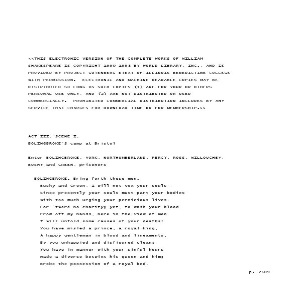 <<THIS ELECTRONIC VERSION OF THE COMPLETE WORKS OF WILLIAM
SHAKESPEARE IS COPYRIGHT 1990-1993 BY WORLD LIBRARY, INC., AND IS
PROVIDED BY PROJECT GUTENBERG ETEXT OF ILLINOIS BENEDICTINE COLLEGE
WITH PERMISSION. ELECTRONIC AND MACHINE READABLE COPIES MAY BE
DISTRIBUTED SO LONG AS SUCH COPIES (1) ARE FOR YOUR OR OTHERS
PERSONAL USE ONLY, AND (2) ARE NOT DISTRIBUTED OR USED
COMMERCIALLY. PROHIBITED COMMERCIAL DISTRIBUTION INCLUDES BY ANY
SERVICE THAT CHARGES FOR DOWNLOAD TIME OR FOR MEMBERSHIP.>>
ACT III. SCENE I.
BOLINGBROKE'S camp at Bristol
Enter BOLINGBROKE, YORK, NORTHUMBERLAND, PERCY, ROSS, WILLOUGHBY,
BUSHY and GREEN, prisoners
BOLINGBROKE. Bring forth these men.
Bushy and Green, I will not vex your souls-
Since presently your souls must part your bodies-
With too much urging your pernicious lives,
For 'twere no charity; yet, to wash your blood
From off my hands, here in the view of men
I will unfold some causes of your deaths:
You have misled a prince, a royal king,
A happy gentleman in blood and lineaments,
By you unhappied and disfigured clean;
You have in manner with your sinful hours
Made a divorce betwixt his queen and him;
Broke the possession of a royal bed,